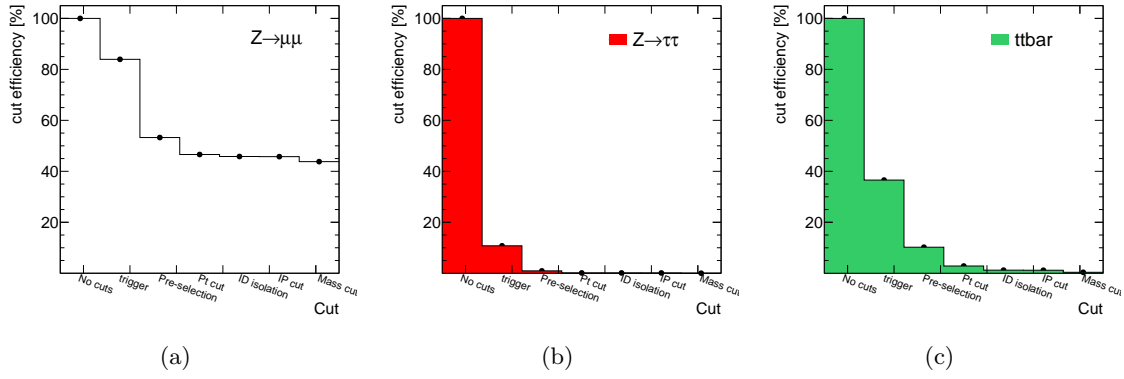 cut efficiency [%]
100
80
60
40
20
Z→μμ
No cuts
trigger
Pre-selection
Pt cut
ID isolation
IP cut
Mass cut
Cut
(a)
cut efficiency [%]
100
80
60
40
20
Z→ττ
No cuts
trigger
Pre-selection
Pt cut
ID isolation
IP cut
Mass cut
Cut
(b)
cut efficiency [%]
100
80
60
40
20
ttbar
No cuts
trigger
Pre-selection
Pt cut
ID isolation
IP cut
Mass cut
Cut
(c)